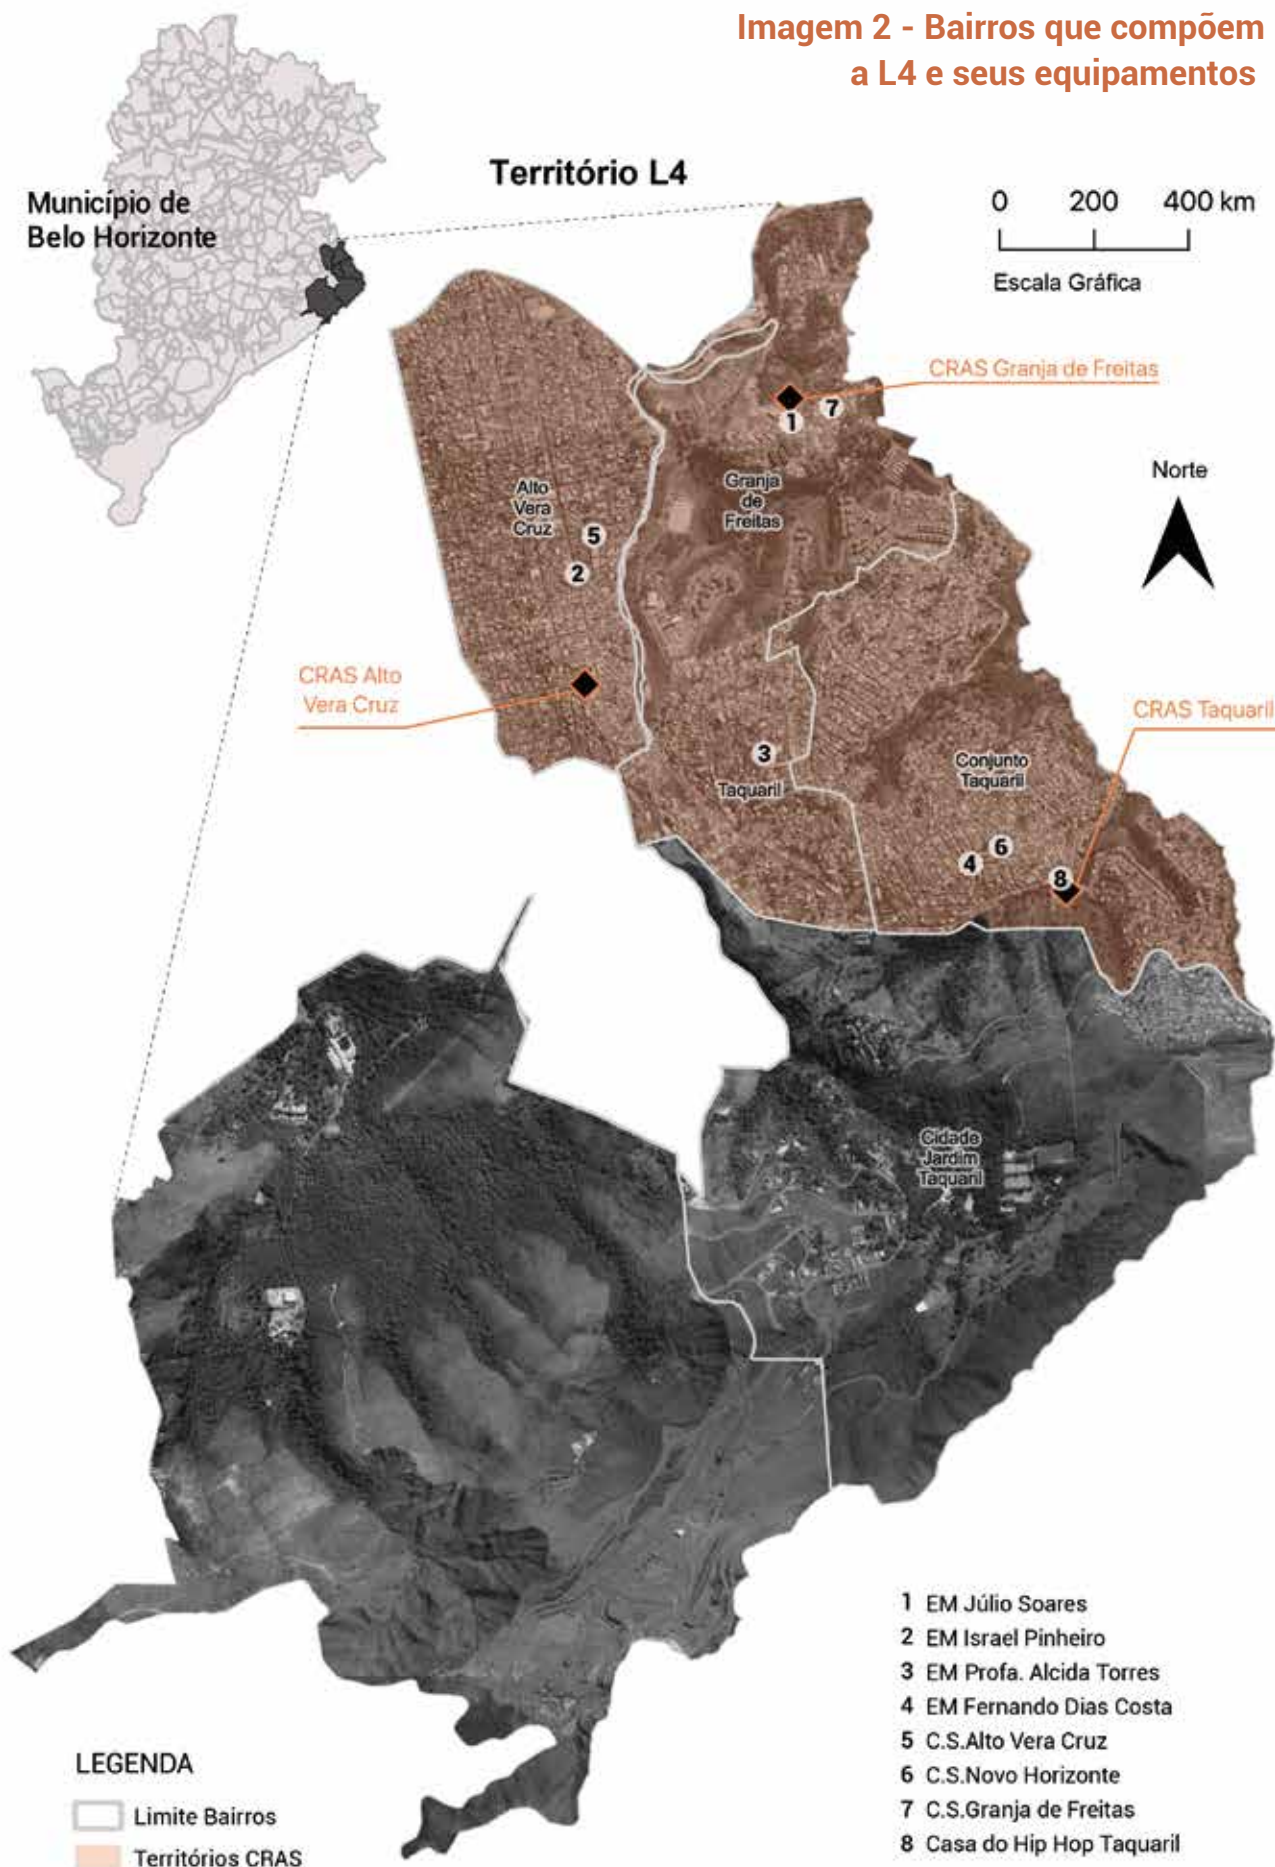 Imagem 2 - Bairros que compõem
a L4 e seus equipamentos
Território L4
Município de
Belo Horizonte
0 200 400 km
Escala Gráfica
CRAS Granja de Freitas
7
1
Norte
Granja
de
Freitas
Alto
Vera
Cruz
5
2
CRAS Alto
Vera Cruz
CRAS Taquaril
3
Taquaril
Conjunto
Taquaril
6
4
8
Cidade
Jardim
Taquaril
1 EM Júlio Soares
2 EM Israel Pinheiro
3 EM Profa. Alcida Torres
4 EM Fernando Dias Costa
5 C.S.Alto Vera Cruz
6 C.S.Novo Horizonte
7 C.S.Granja de Freitas
8 Casa do Hip Hop Taquaril
LEGENDA
Limite Bairros
Territórios CRAS